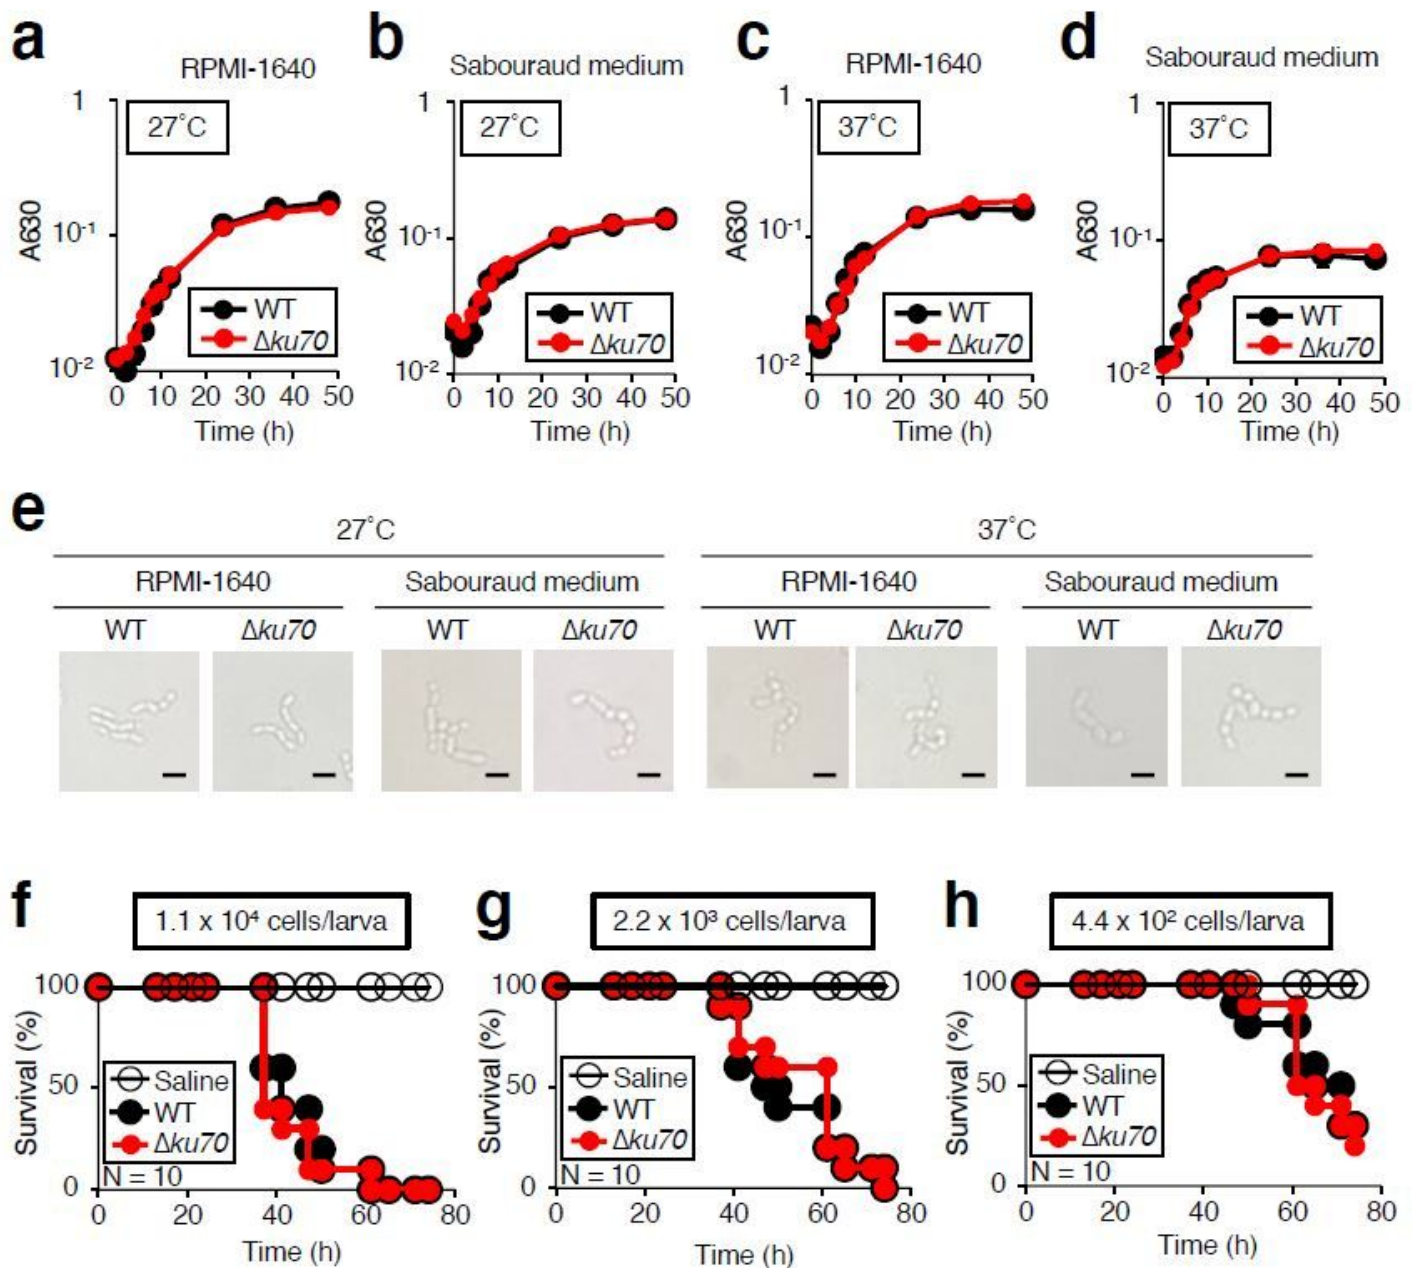 a
RPMI-1640
27°C
1
10⁻¹
10⁻²
A630
WT
Δku70
0 10 20 30 40 50
Time (h)
b
Sabouraud medium
27°C
1
10⁻¹
10⁻²
A630
WT
Δku70
0 10 20 30 40 50
Time (h)
c
RPMI-1640
37°C
1
10⁻¹
10⁻²
A630
WT
Δku70
0 10 20 30 40 50
Time (h)
d
Sabouraud medium
37°C
1
10⁻¹
10⁻²
A630
WT
Δku70
0 10 20 30 40 50
Time (h)
e
27°C 37°C
RPMI-1640 Sabouraud medium RPMI-1640 Sabouraud medium
WT Δku70 WT Δku70 WT Δku70 WT Δku70
f
1.1 x 10⁴ cells/larva
100
50
0
Survival (%)
Saline
WT
Δku70
N = 10
0 20 40 60 80
Time (h)
g
2.2 x 10³ cells/larva
100
50
0
Survival (%)
Saline
WT
Δku70
N = 10
0 20 40 60 80
Time (h)
h
4.4 x 10² cells/larva
100
50
0
Survival (%)
Saline
WT
Δku70
N = 10
0 20 40 60 80
Time (h)